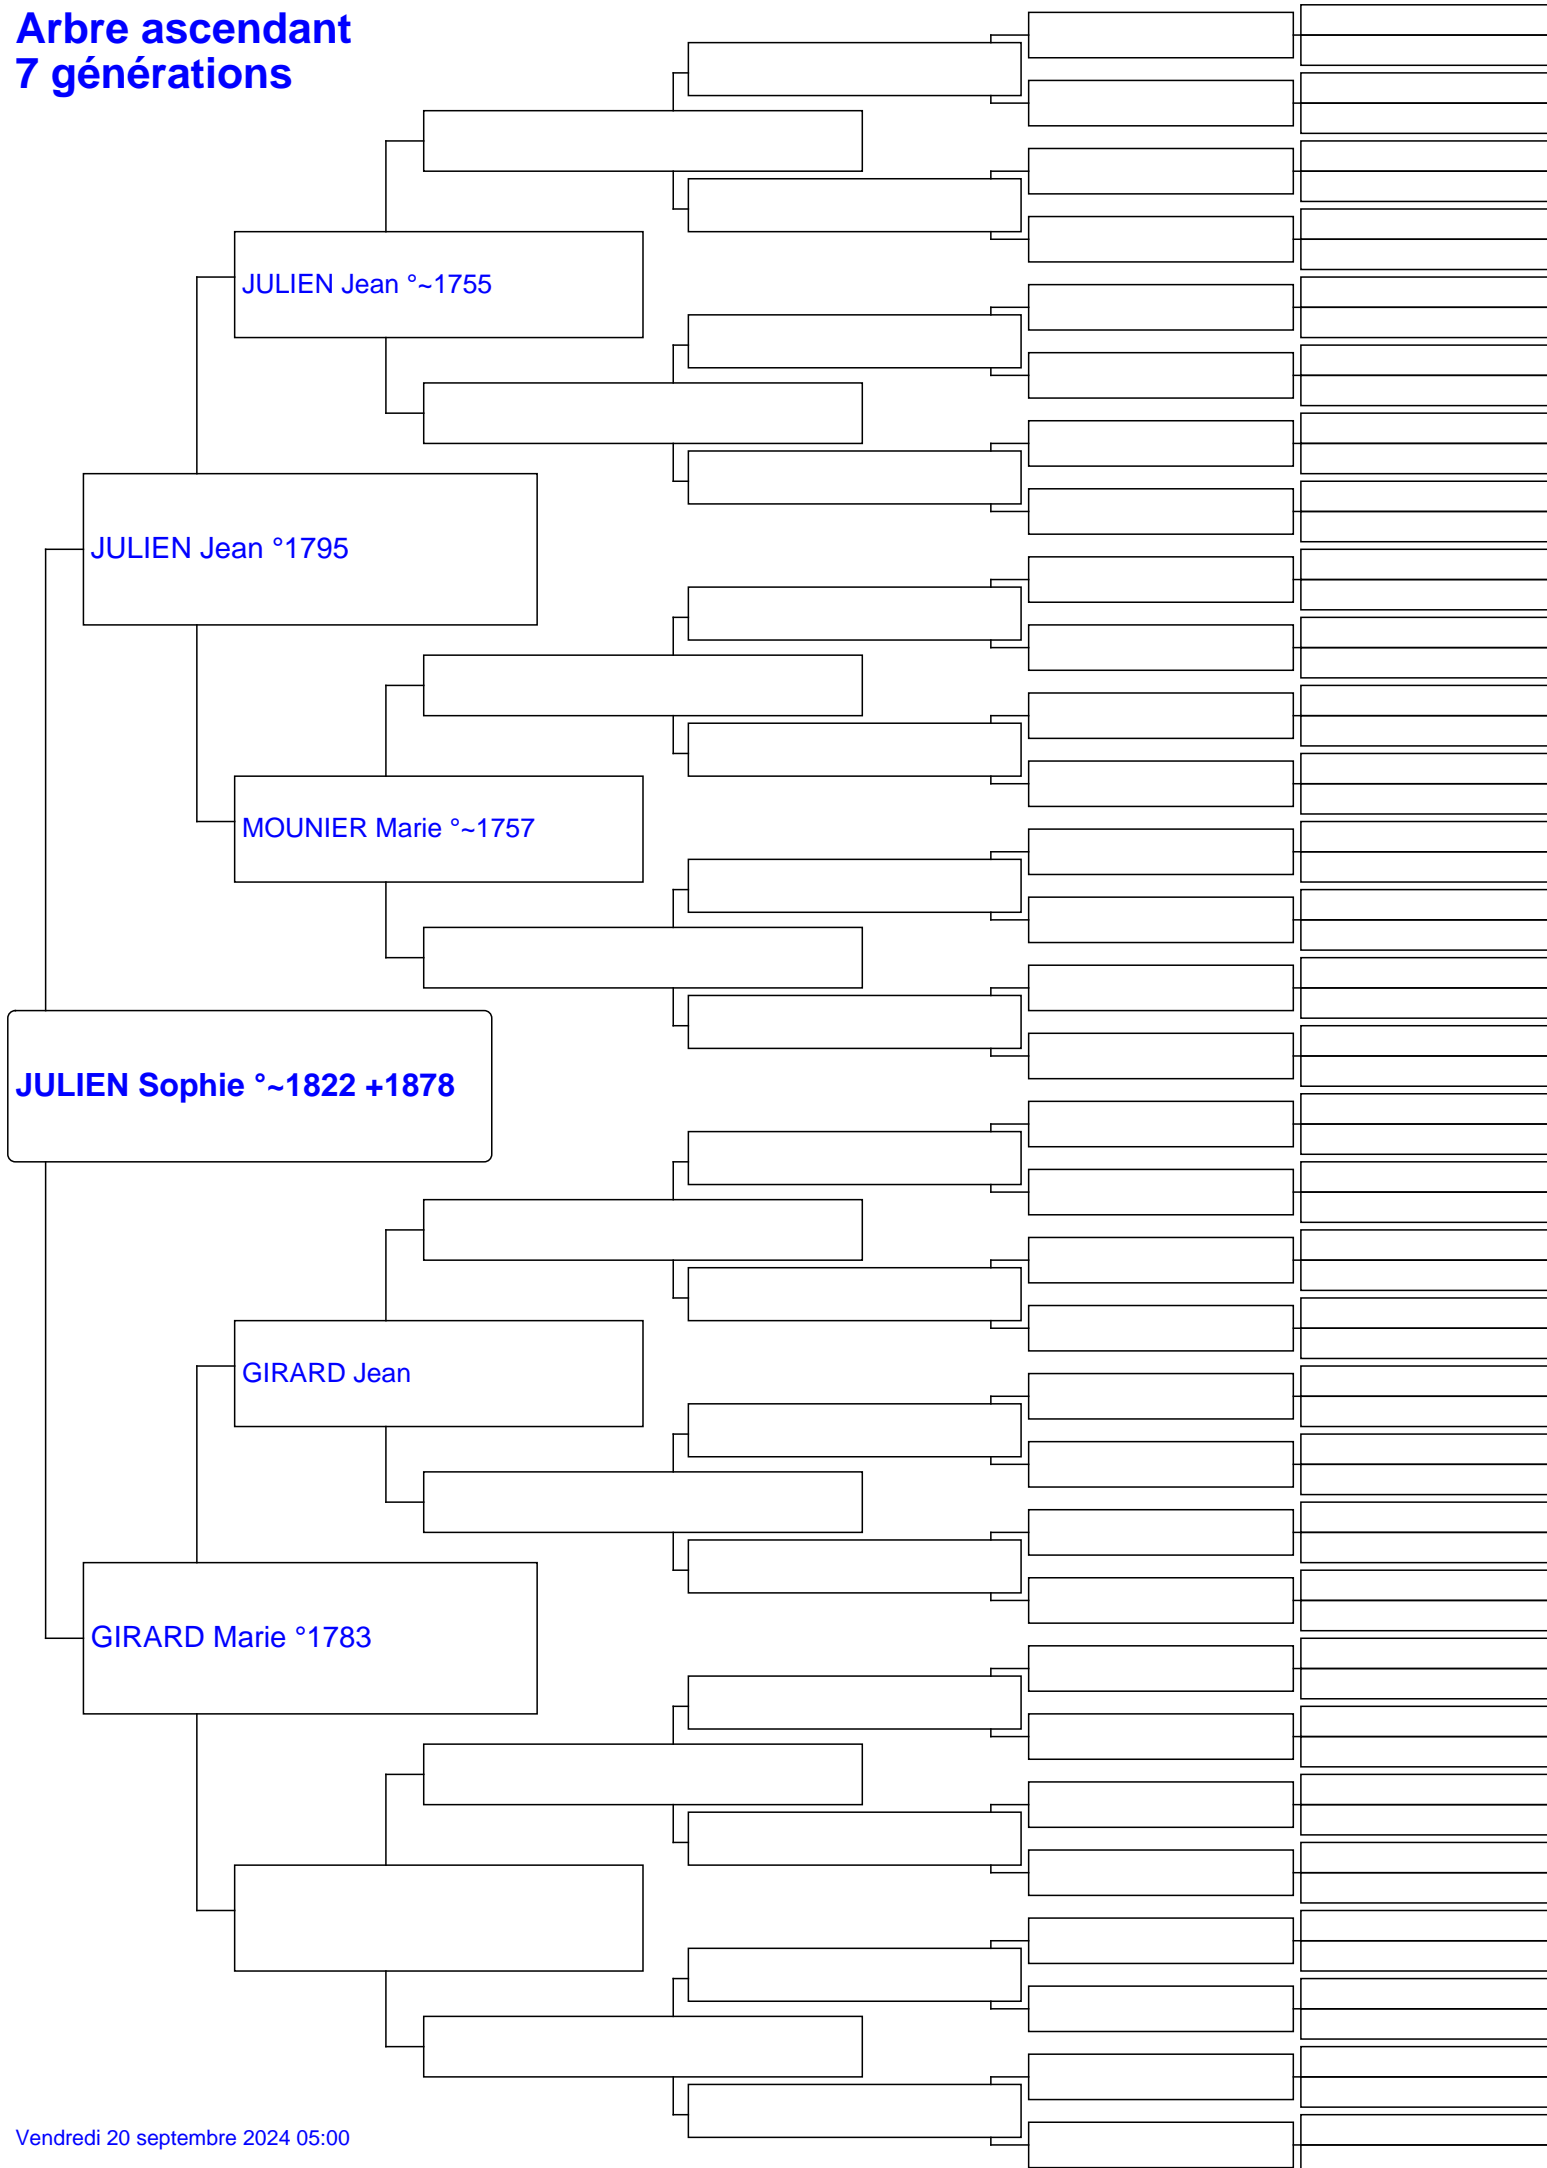 Arbre ascendant
7 générations
JULIEN Jean °~1755
JULIEN Jean °1795
MOUNIER Marie °~1757
JULIEN Sophie °~1822 +1878
GIRARD Jean
GIRARD Marie °1783
Vendredi 20 septembre 2024 05:00